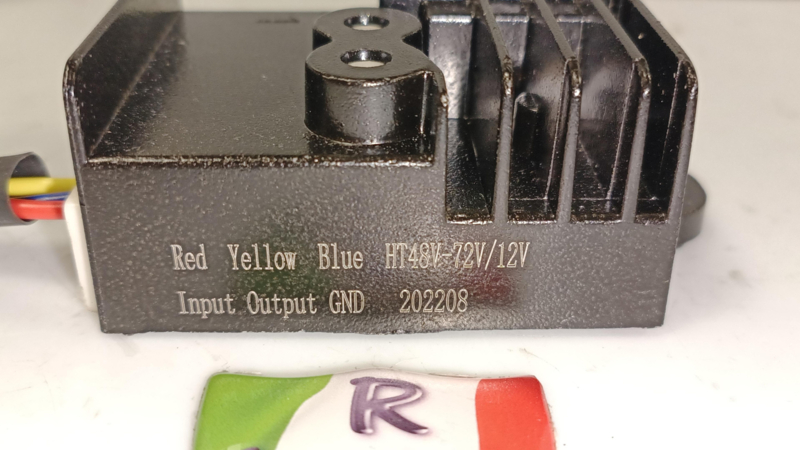 Red Yellow Blue HT48V-72V/12V
Input Output GND 202208
R